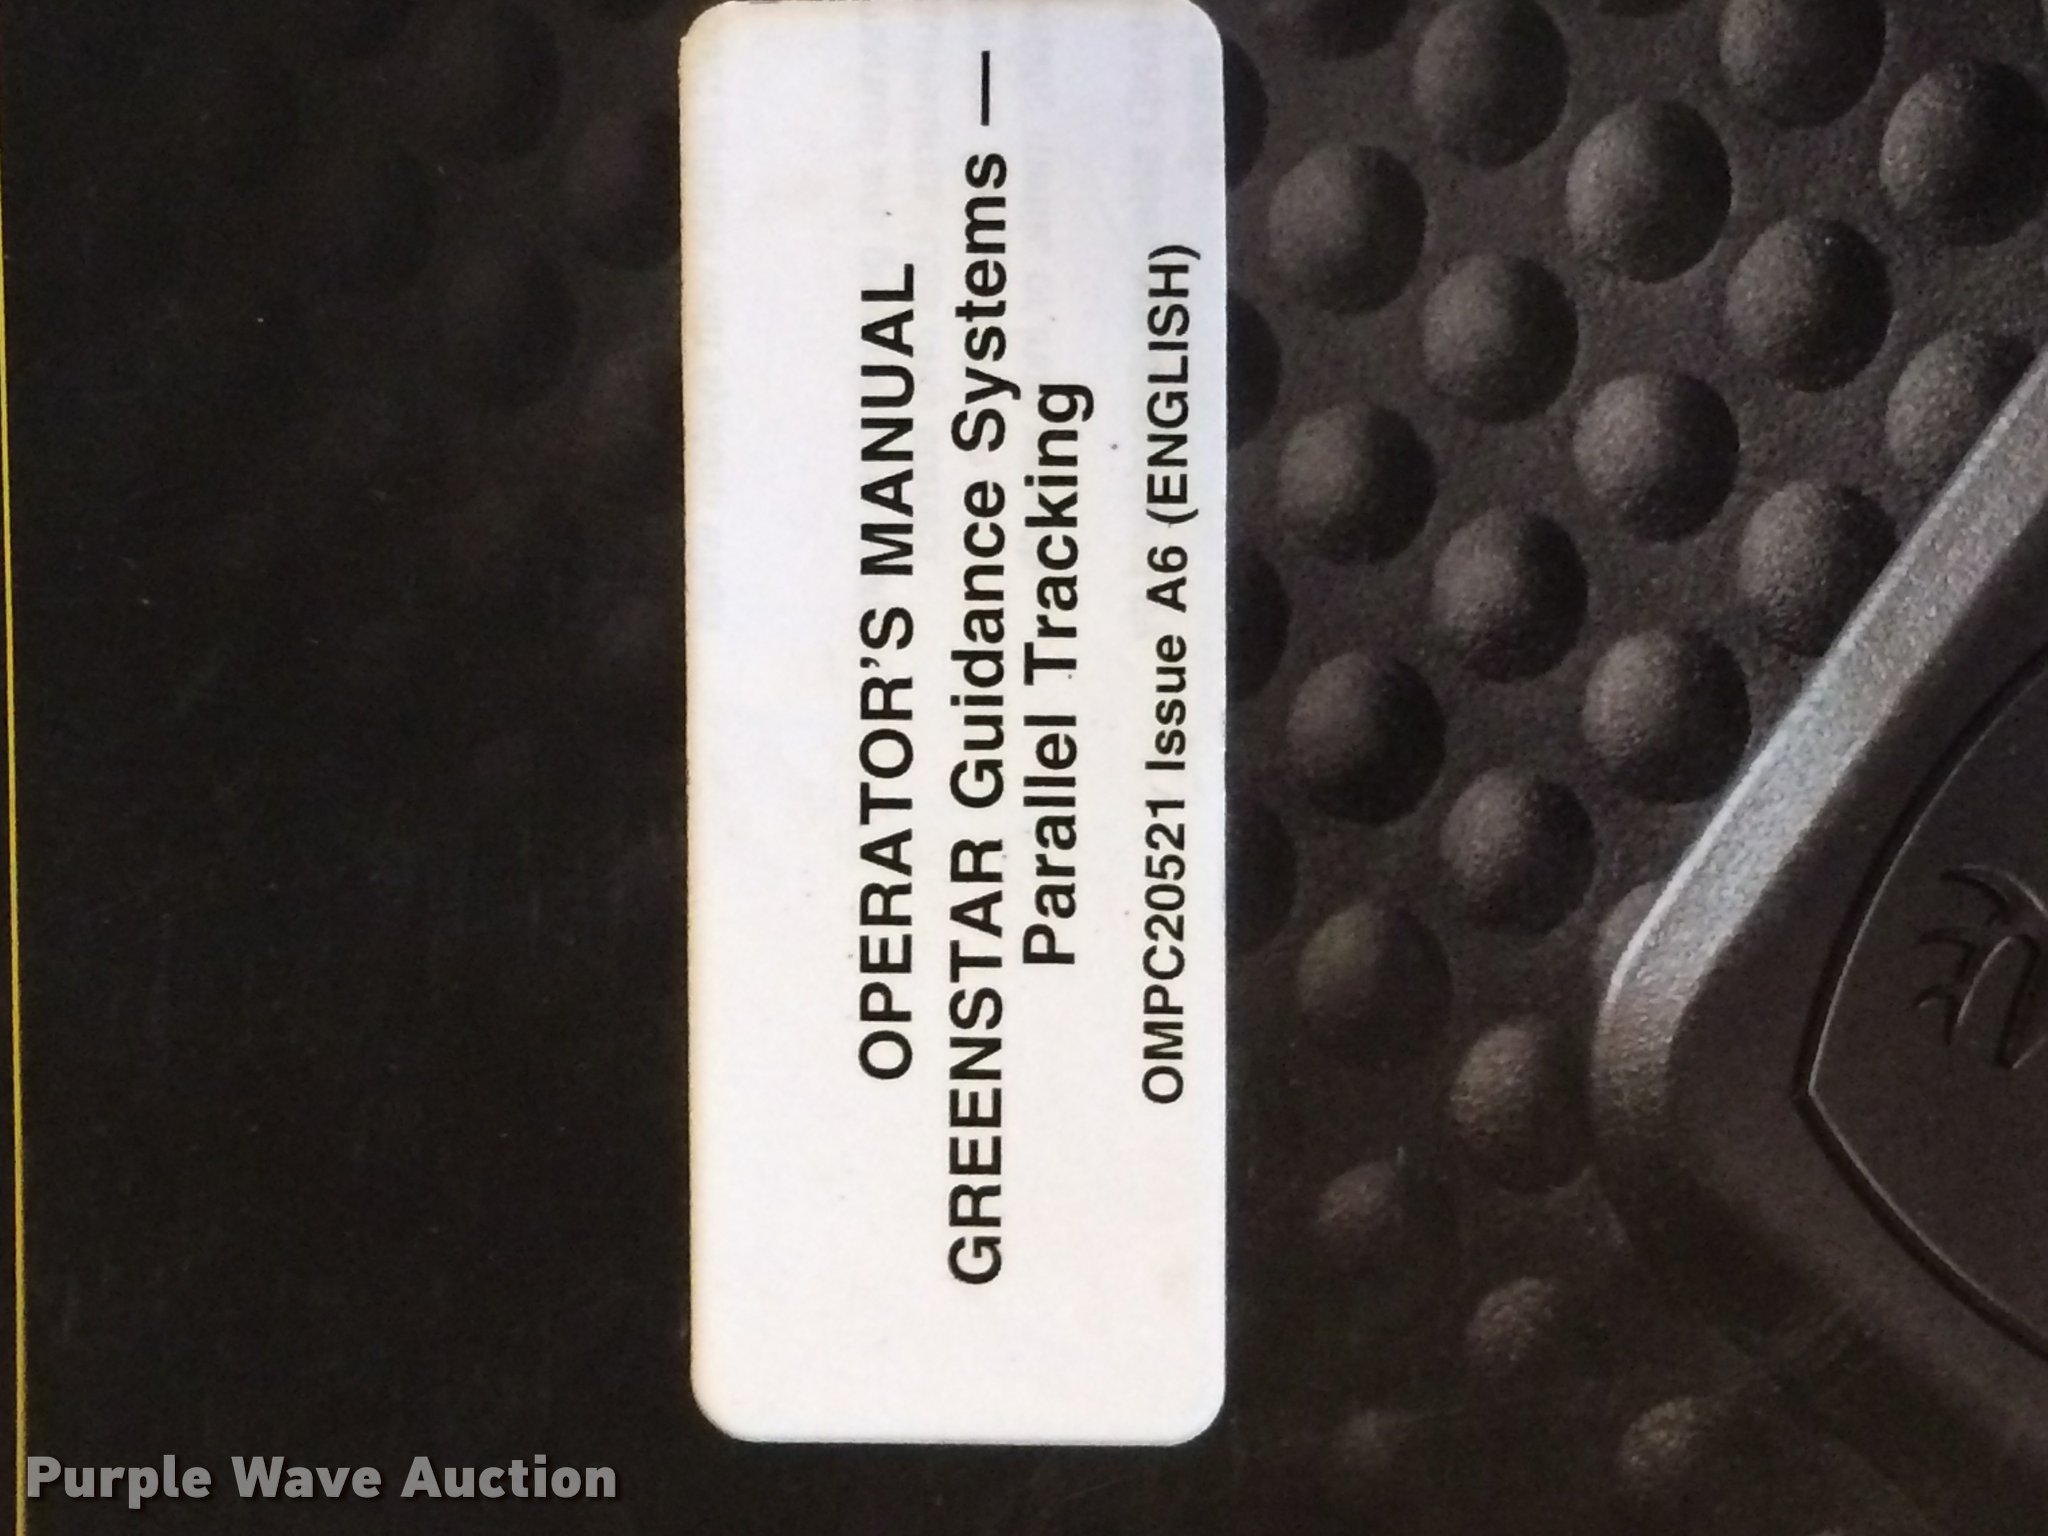 OPERATOR'S MANUAL
GREENSTAR Guidance Systems —
Parallel Tracking
OMPC20521 Issue A6 (ENGLISH)
Purple Wave Auction